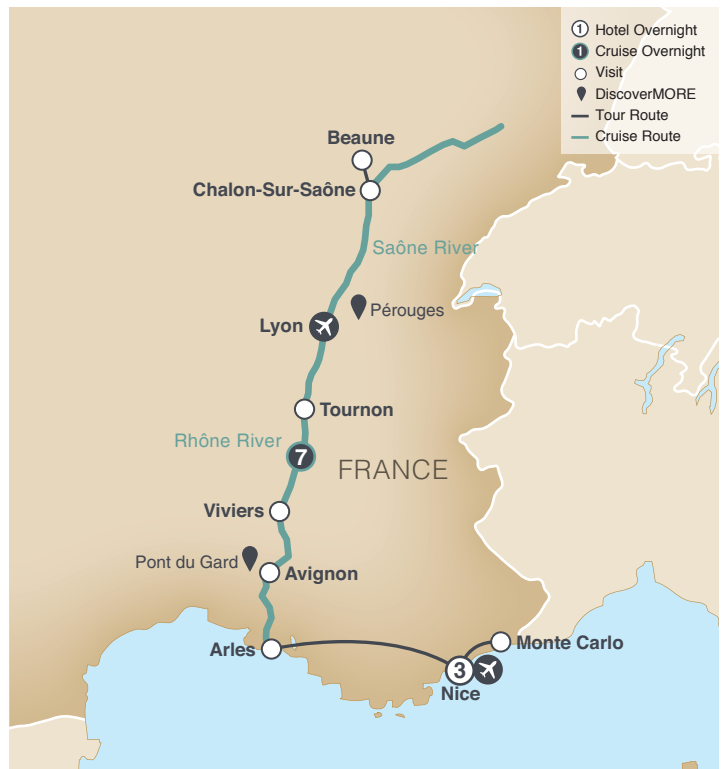 1 Hotel Overnight
1 Cruise Overnight
Visit
DiscoverMORE
Tour Route
Cruise Route
Beaune
Chalon-Sur-Saône
Saône River
Pérouges
Lyon
Tournon
Rhône River
7
FRANCE
Viviers
Pont du Gard
Avignon
Arles
Monte Carlo
3
Nice